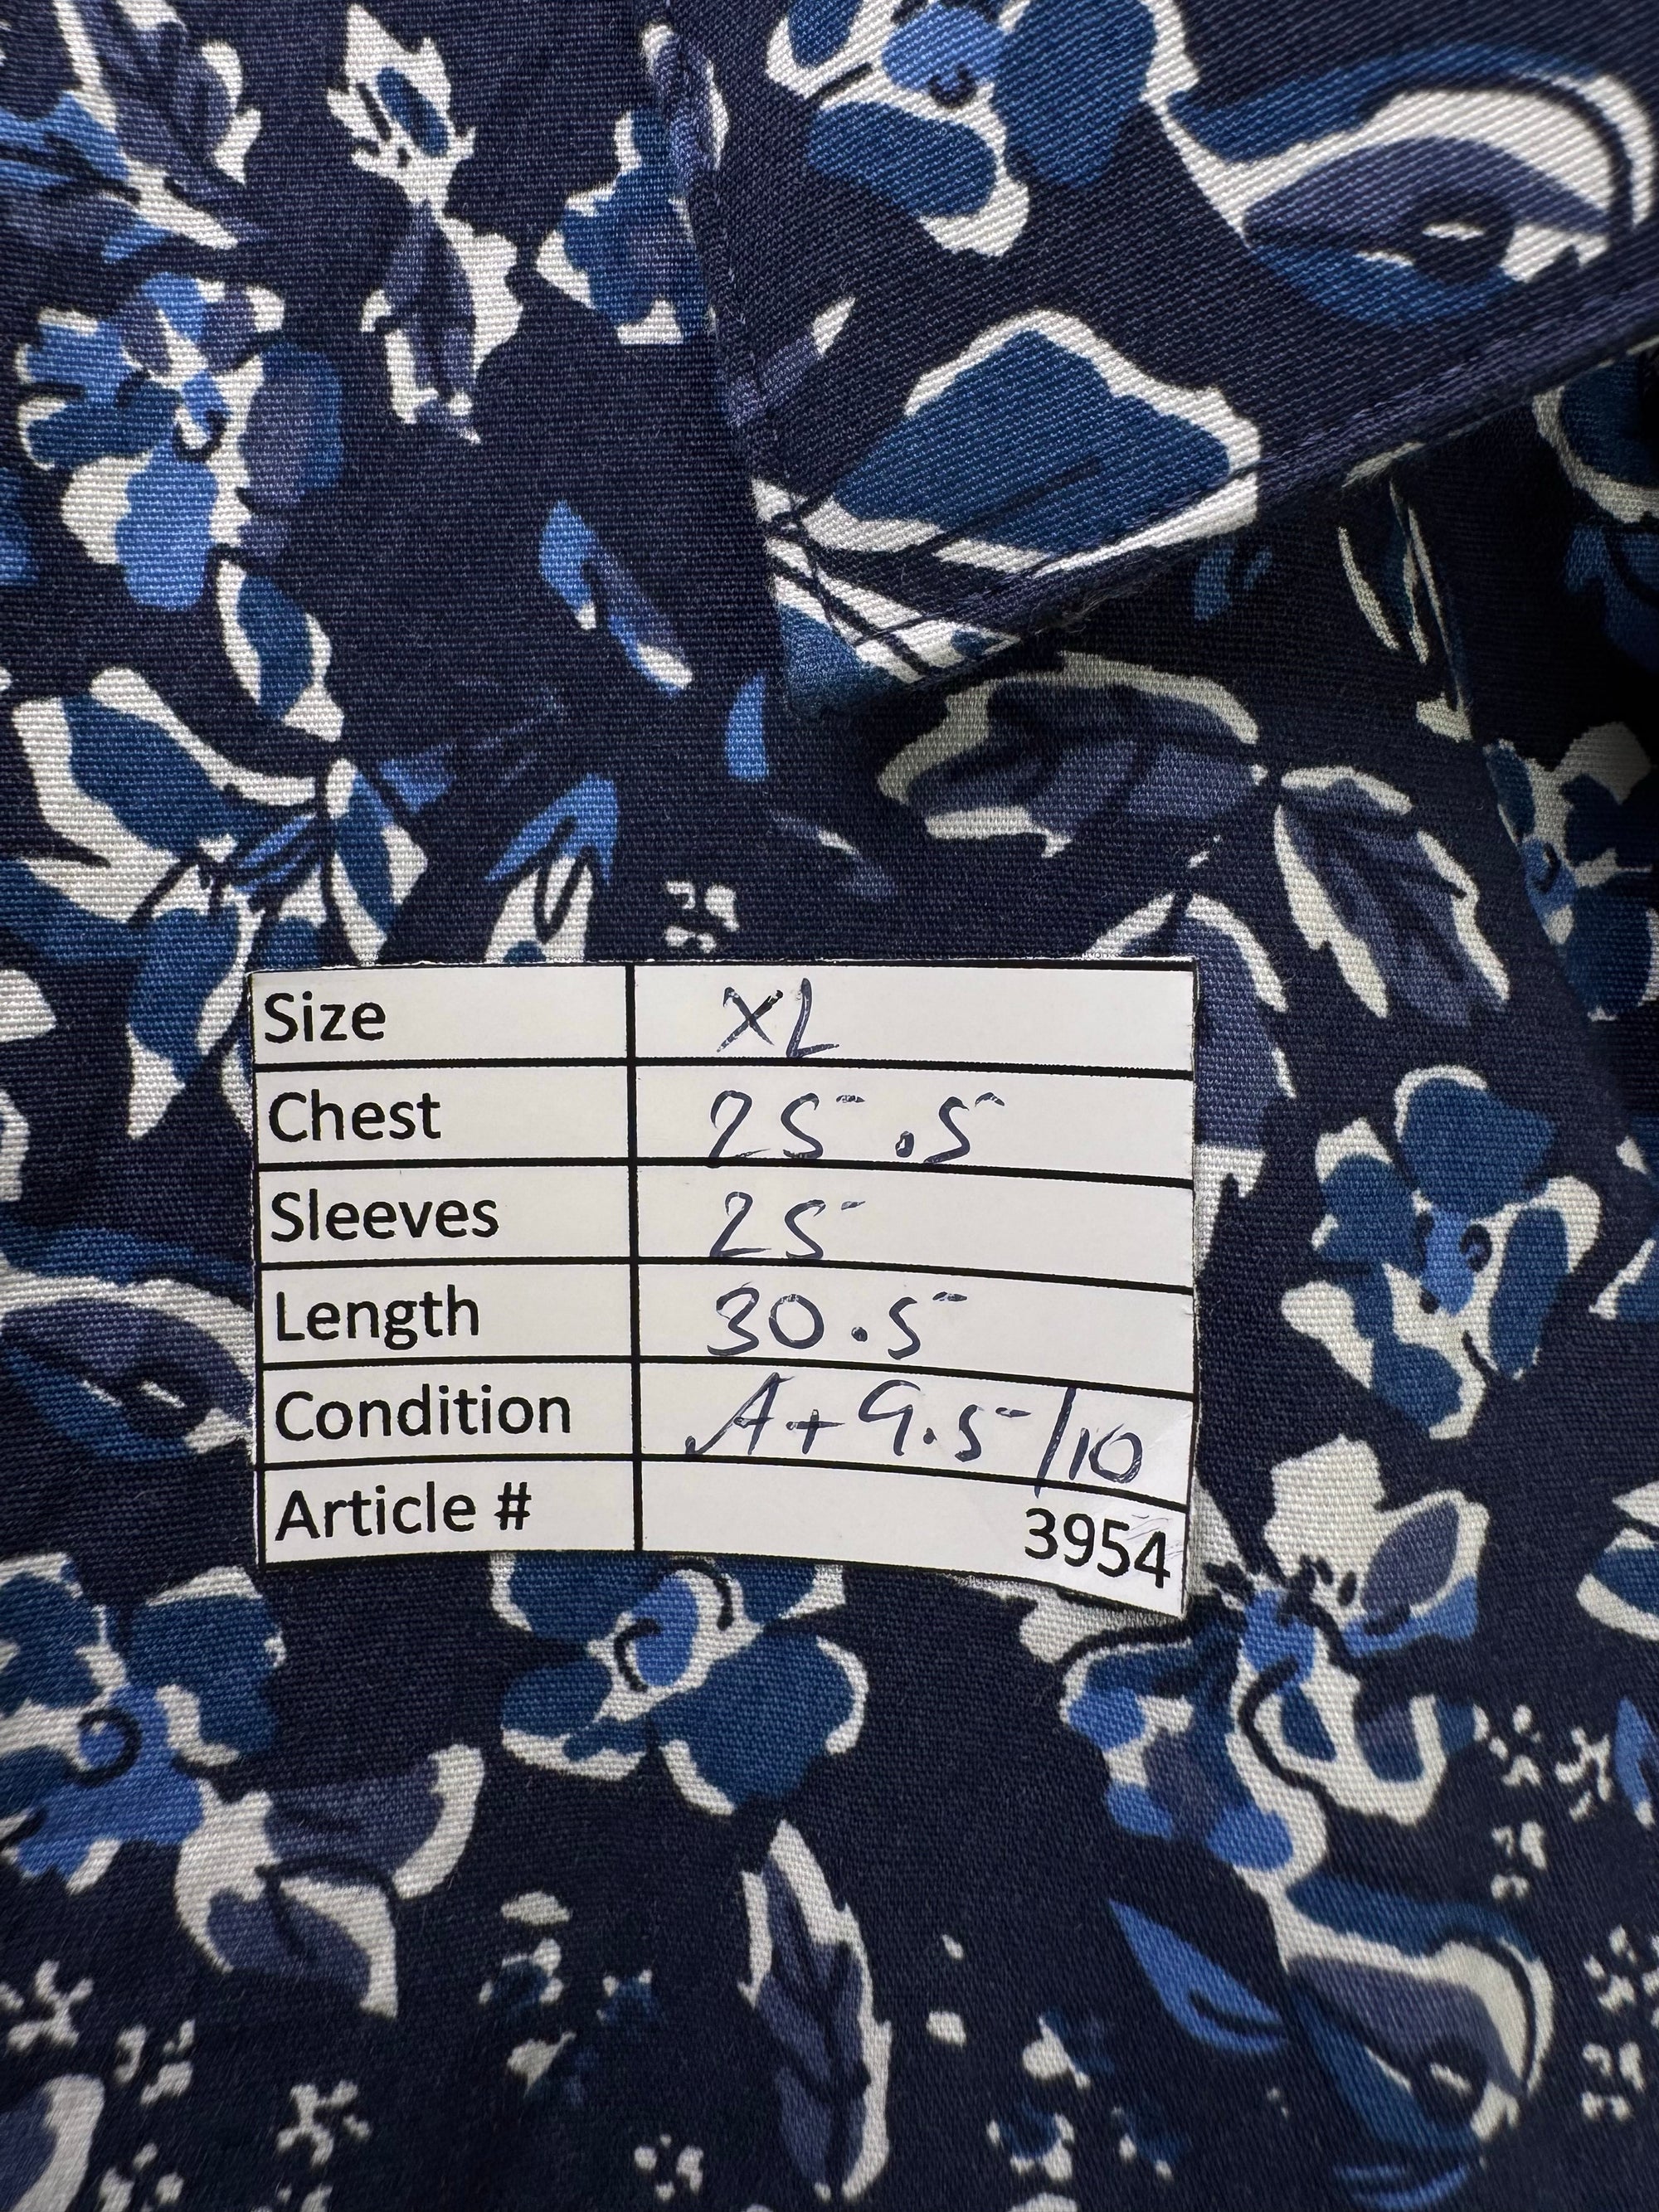 Size XL
Chest 25.5
Sleeves 25
Length 30.5
Condition A+ 9.5/10
Article # 3954